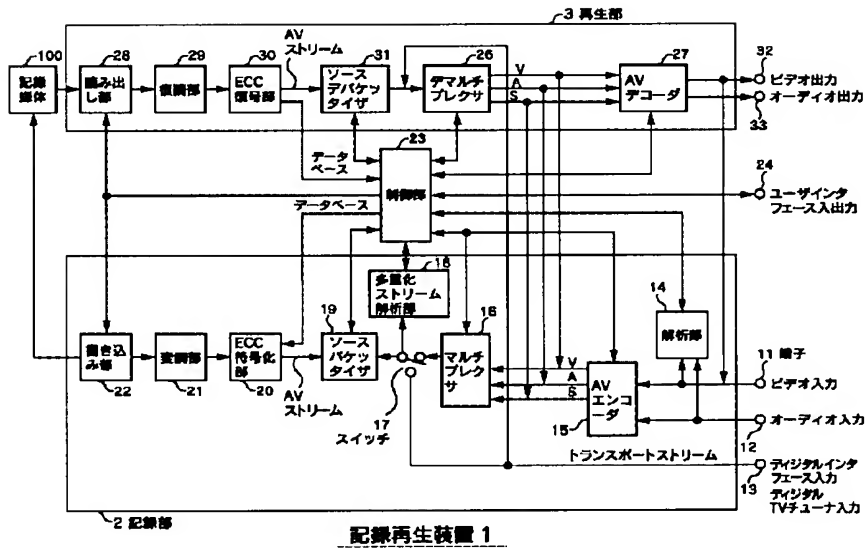 3 再生部
100
28
29
30
AV
ストリーム
31
26
27
32
記録
媒体
読み出
し部
復調部
ECC
復号部
ソース
デパケッ
タイザ
デマルチ
プレクサ
V
A
S
AV
デコーダ
ビデオ出力
オーディオ出力
33
データ
ベース
23
制御部
24
ユーザインタ
フェース入出力
データベース
18
多重化
ストリーム
解析部
14
解析部
19
16
書き込
み部
変調部
ECC
符号化
部
ソース
パケッ
タイザ
マルチ
プレク
サ
V
A
S
AV
エンコ
ーダ
11 端子
ビデオ入力
22
21
20
AV
ストリーム
17
スイッチ
15
オーディオ入力
12
トランスポートストリーム
ディジタルインタ
フェース入力
13
ディジタル
TVチューナ入力
2 記録部
記録再生装置 1